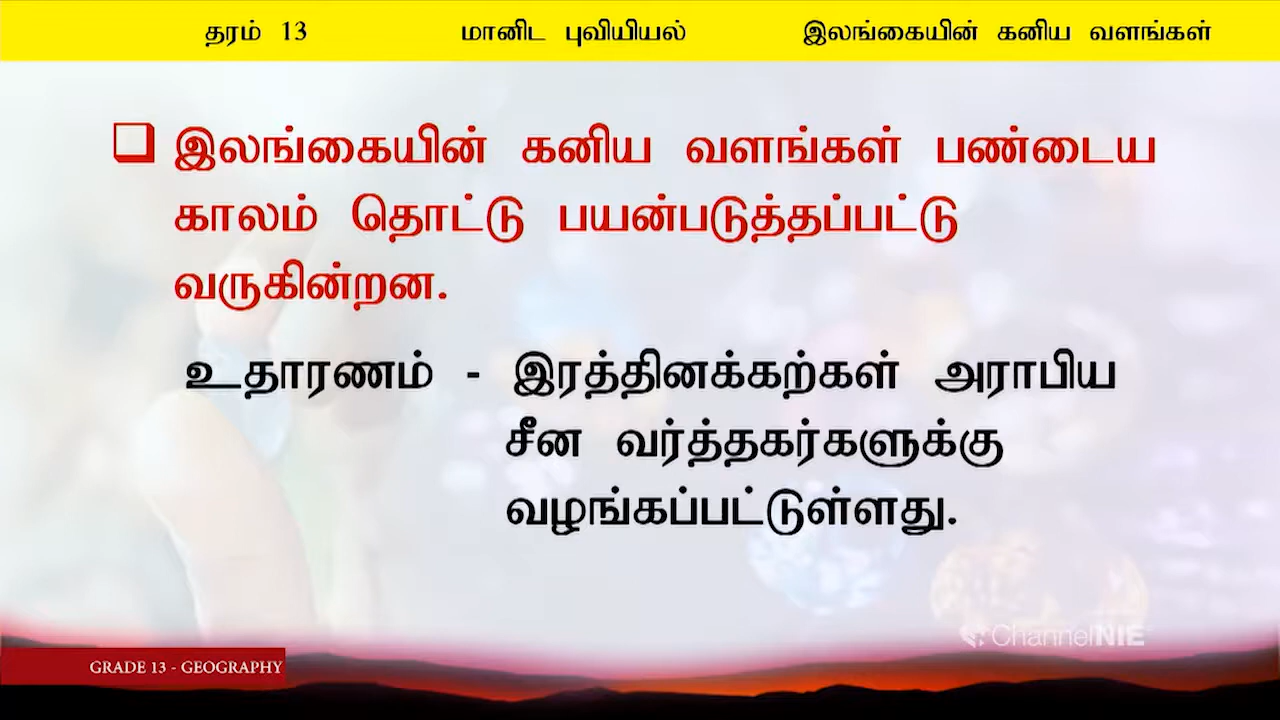 தரம் 13 மானிட புவியியல் இலங்கையின் கனிய வளங்கள்
இலங்கையின் கனிய வளங்கள் பண்டைய
காலம் தொட்டு பயன்படுத்தப்பட்டு
வருகின்றன.
உதாரணம் - இரத்தினக்கற்கள் அராபிய
சீன வர்த்தகர்களுக்கு
வழங்கப்பட்டுள்ளது.
ChannelNIE
GRADE 13 - GEOGRAPHY